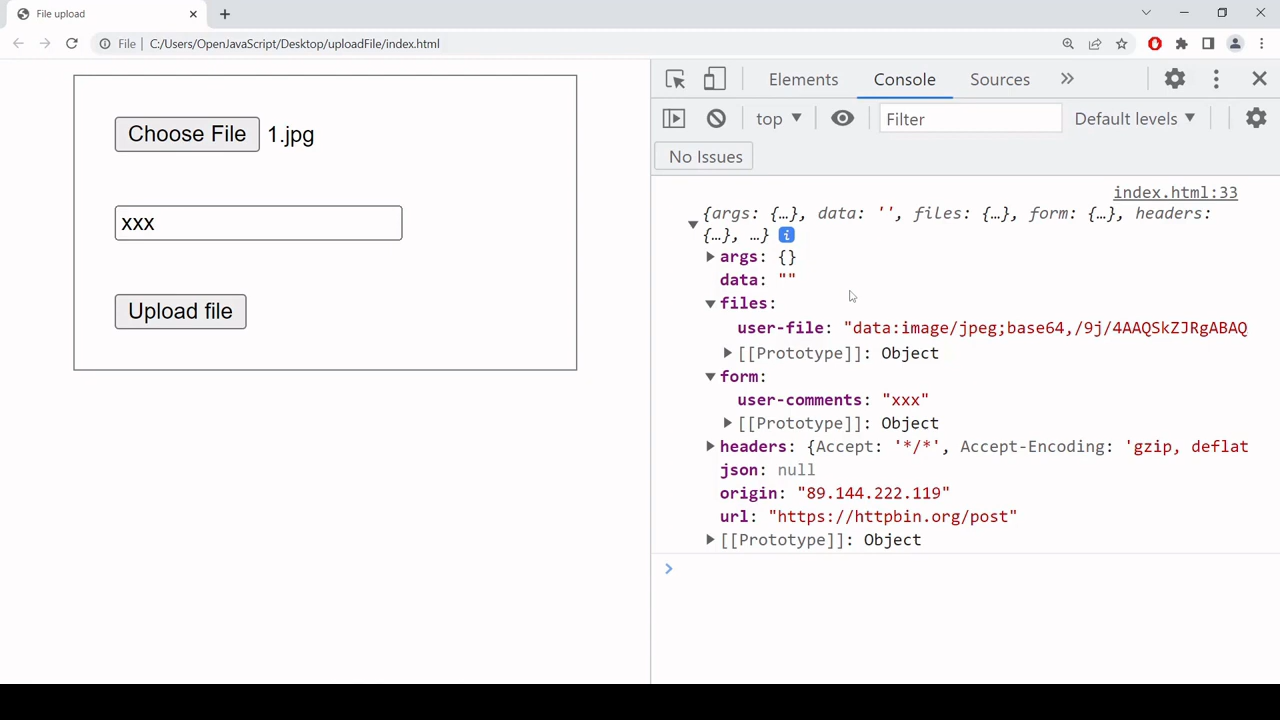 File upload
File
C:/Users/OpenJavaScript/Desktop/uploadFile/index.html
Choose File 1.jpg
xxx
Upload file
Elements Console Sources
top Filter Default levels
No Issues
index.html:33
{args: {…}, data: '', files: {…}, form: {…}, headers:
{…}, …}
args: {}
data: ""
files:
user-file: "data:image/jpeg;base64,/9j/4AAQSkZJRgABAQ
[[Prototype]]: Object
form:
user-comments: "xxx"
[[Prototype]]: Object
headers: {Accept: '*/*', Accept-Encoding: 'gzip, deflat
json: null
origin: "89.144.222.119"
url: "https://httpbin.org/post"
[[Prototype]]: Object